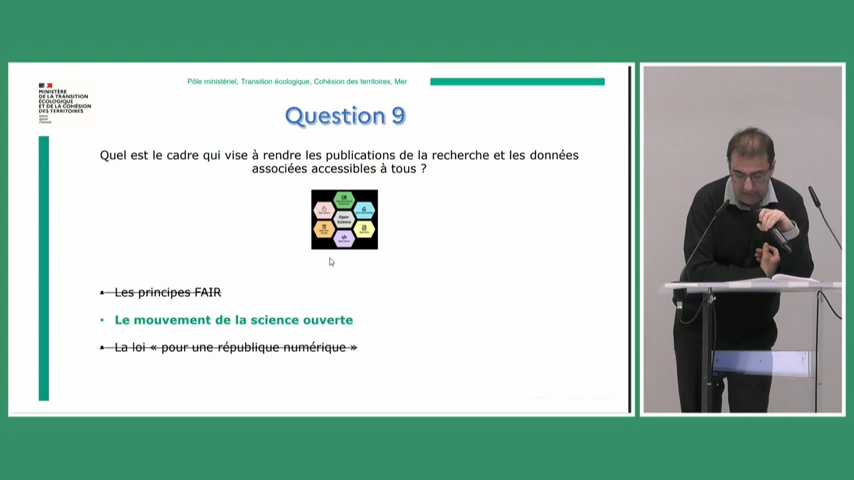 Pôle ministériel, Transition écologique, Cohésion des territoires, Mer
MINISTÈRE
DE LA TRANSITION
ÉCOLOGIQUE
ET DE LA COHÉSION
DES TERRITOIRES
Question 9
Quel est le cadre qui vise à rendre les publications de la recherche et les données
associées accessibles à tous ?
Open
Science
Les principes FAIR
Le mouvement de la science ouverte
La loi « pour une république numérique »